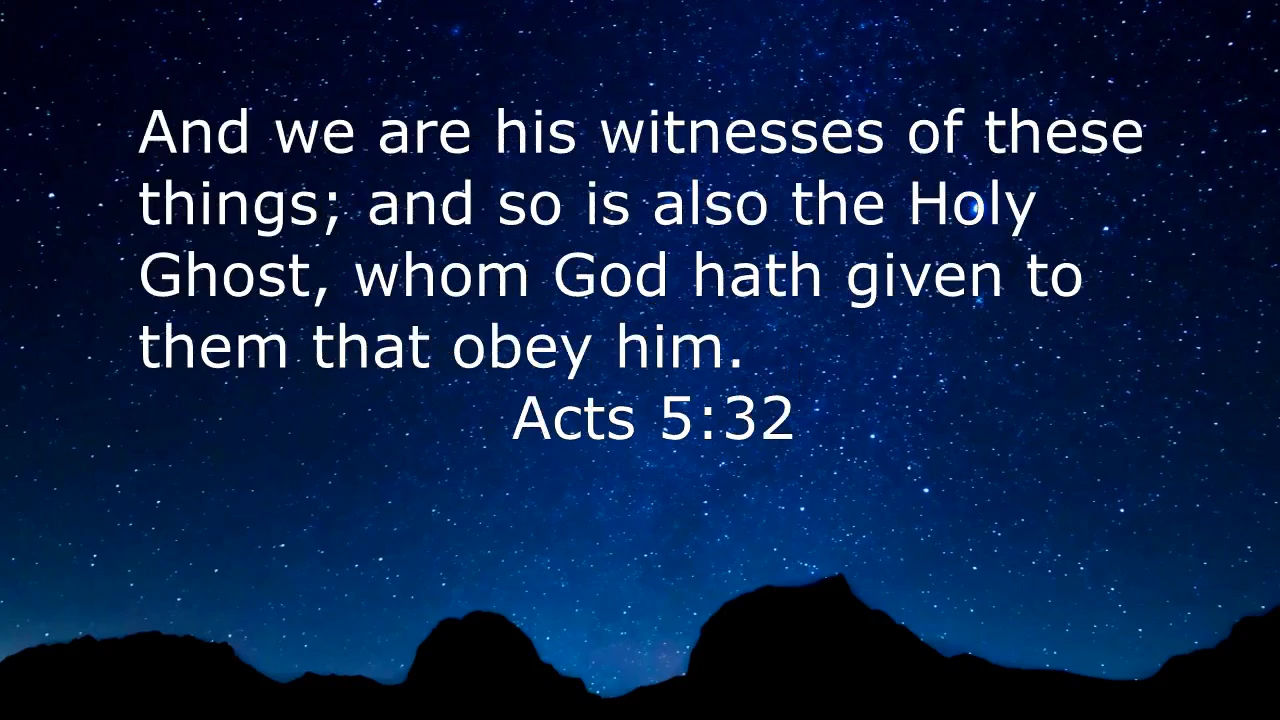 And we are his witnesses of these
things; and so is also the Holy
Ghost, whom God hath given to
them that obey him.
Acts 5:32